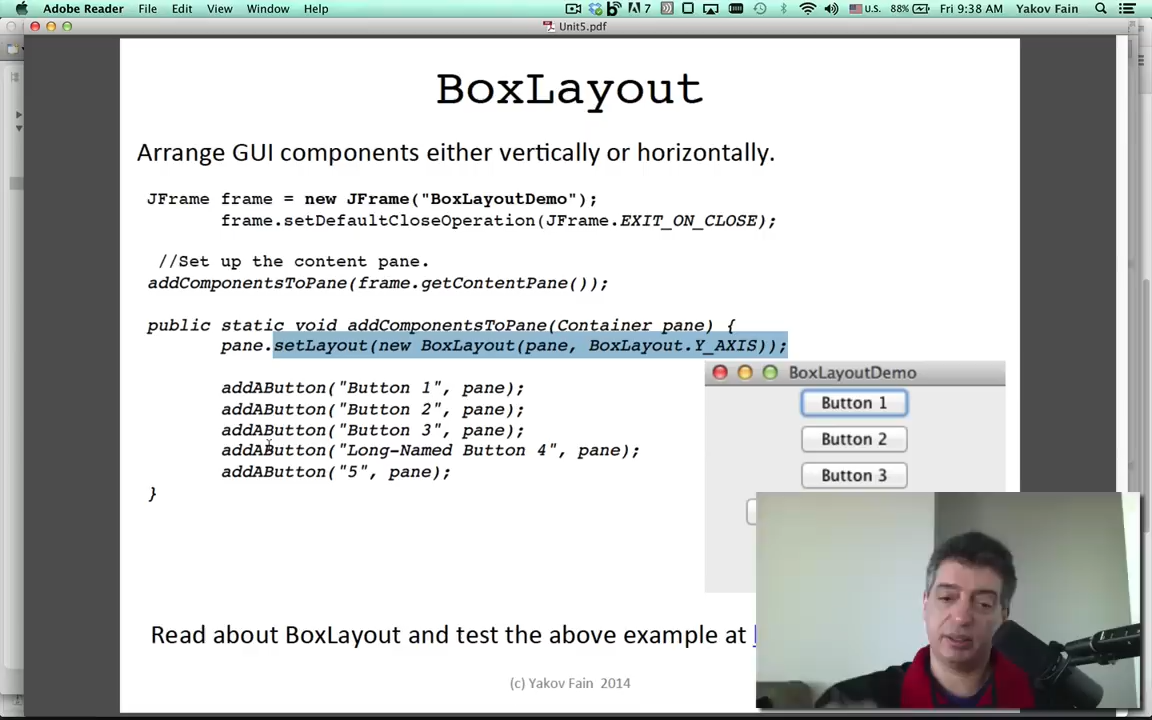 Adobe Reader File Edit View Window Help 7 U.S. 88% Fri 9:38 AM Yakov Fain
Unit5.pdf
BoxLayout
Arrange GUI components either vertically or horizontally.
JFrame frame = new JFrame("BoxLayoutDemo");
frame.setDefaultCloseOperation(JFrame.EXIT_ON_CLOSE);
//Set up the content pane.
addComponentsToPane(frame.getContentPane());
public static void addComponentsToPane(Container pane) {
pane.setLayout(new BoxLayout(pane, BoxLayout.Y_AXIS));
addAButton("Button 1", pane);
addAButton("Button 2", pane);
addAButton("Button 3", pane);
addAButton("Long-Named Button 4", pane);
addAButton("5", pane);
}
BoxLayoutDemo
Button 1
Button 2
Button 3
Read about BoxLayout and test the above example at
(c) Yakov Fain 2014